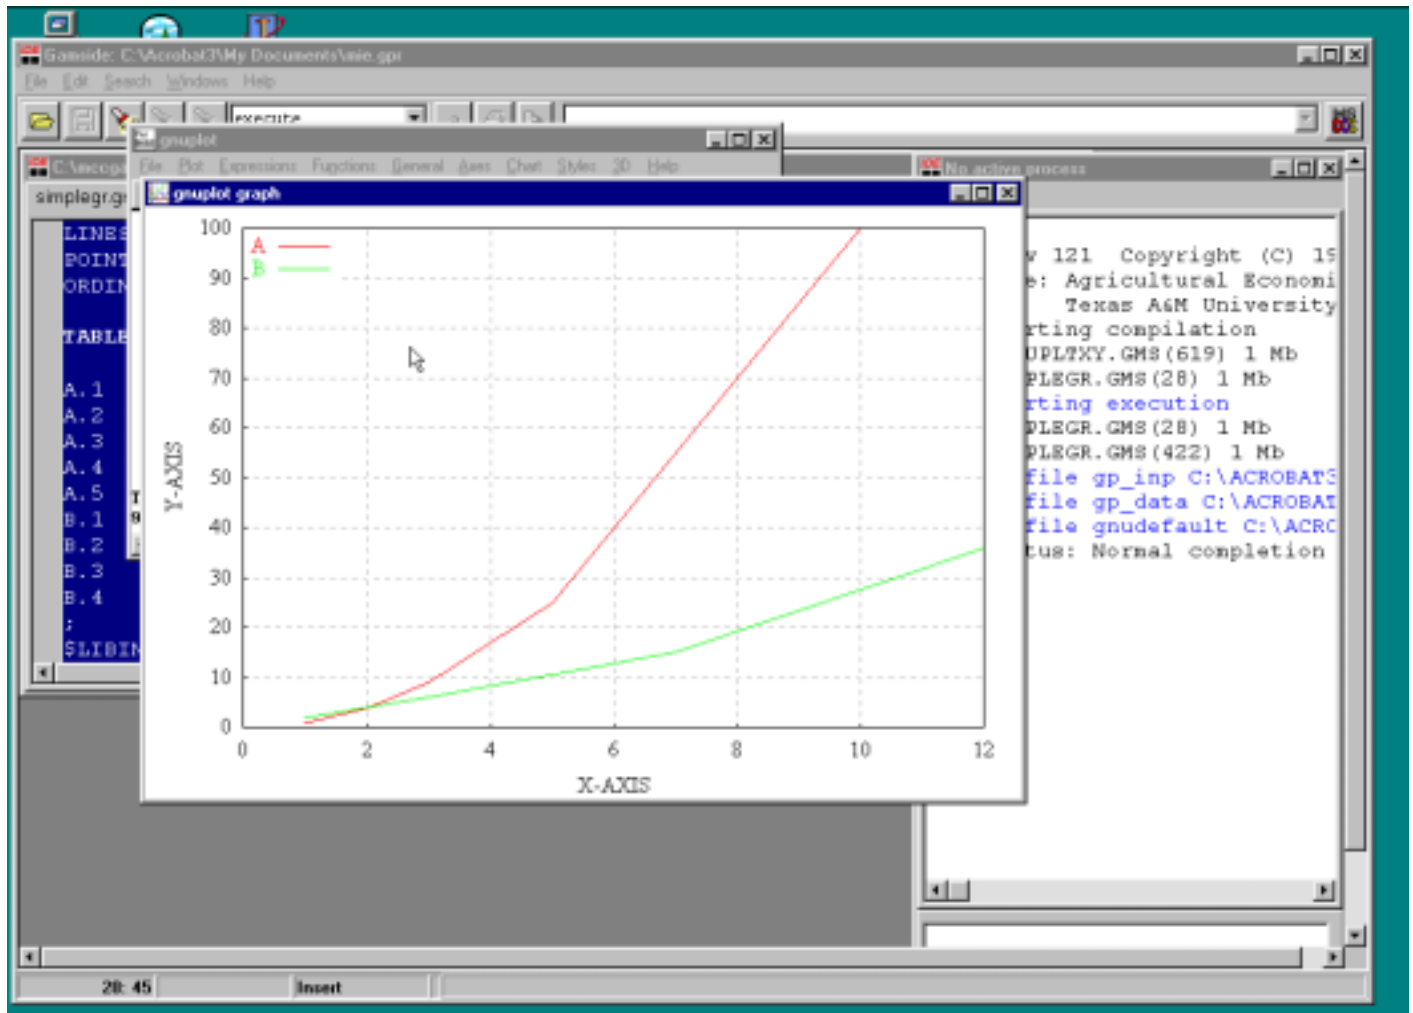 Gamside: C:\Acrobat3\My Documents\mie.gpr
File Edit Search Windows Help
execute
gnuplot
File Plot Expressions Functions General Axes Chart Styles 3D Help
C:\mccga
simplegr.g
LINES
POINT
ORDIN
TABLE
A.1
A.2
A.3
A.4
A.5
B.1
B.2
B.3
B.4
;
$LIBIN
T
9
gnuplot graph
A
B
100
90
80
70
60
50
40
30
20
10
0
Y-AXIS
0 2 4 6 8 10 12
X-AXIS
No active process
121 Copyright (C) 19
e: Agricultural Economi
Texas A&M University
rting compilation
UPLTXY.GMS(619) 1 Mb
PLEGR.GMS(28) 1 Mb
rting execution
PLEGR.GMS(28) 1 Mb
PLEGR.GMS(422) 1 Mb
file gp_inp C:\ACROBAT3
file gp_data C:\ACROBAT
file gnudefault C:\ACRO
tus: Normal completion
28: 45
Insert